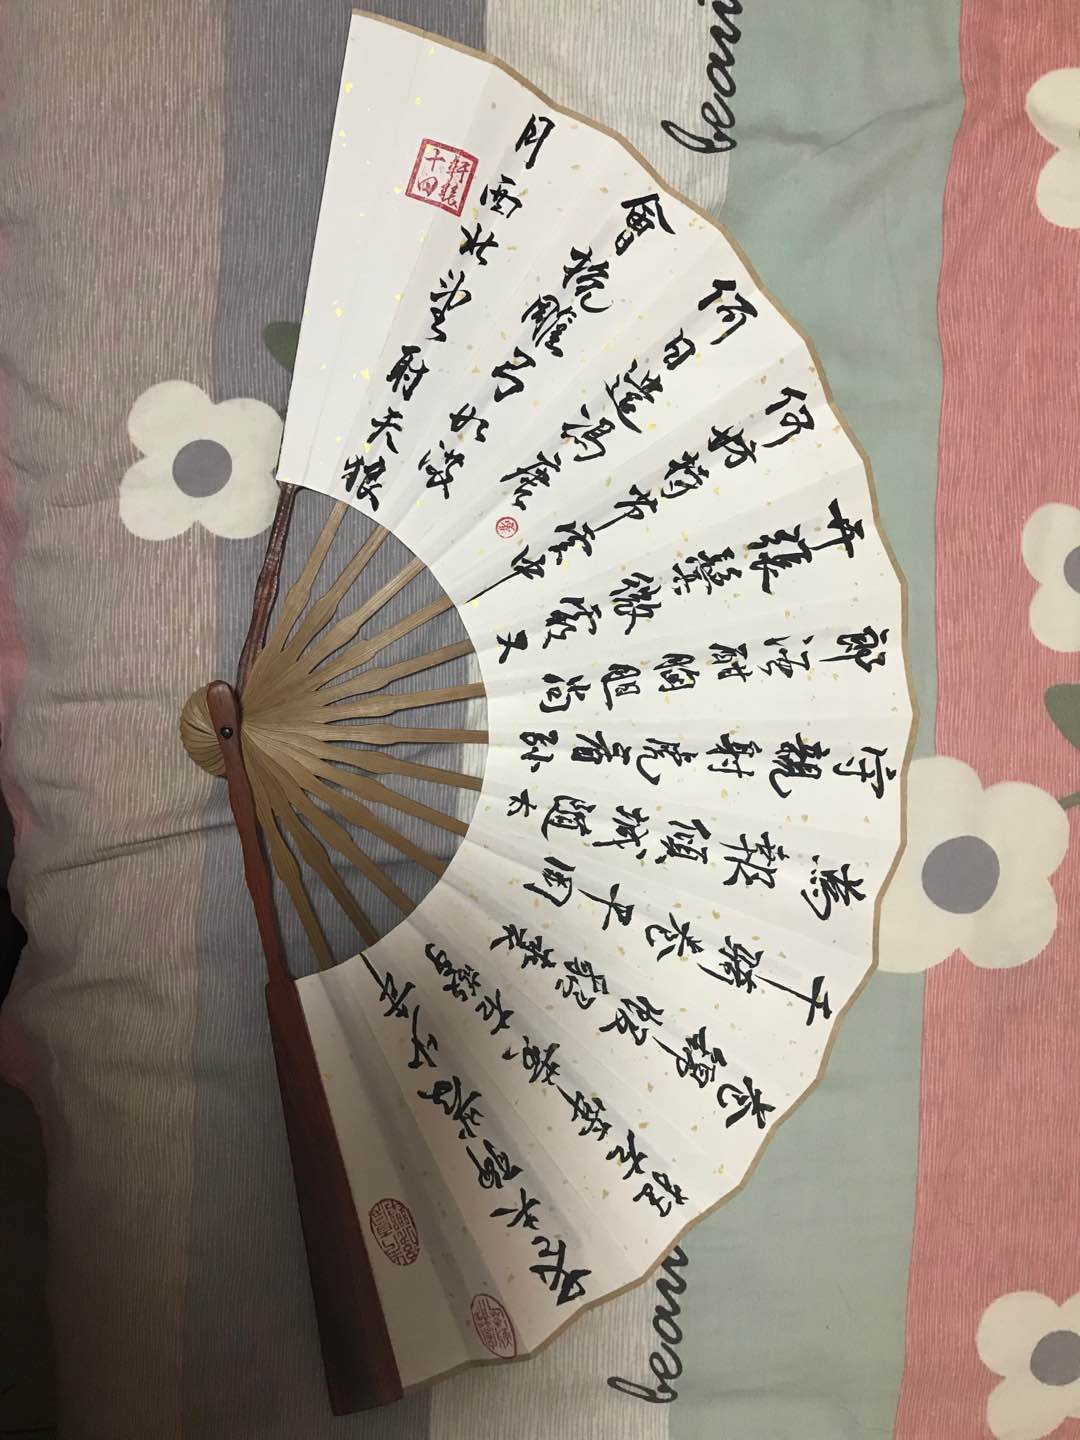 老夫聊發少年
狂左牽黃右擎
蒼錦帽貂裘
千騎卷平岡
為報傾城隨太
守親射虎看孫
郎酒酣胸胆尚
开張鬢微霜又
何妨持节雲中
何日遣馮唐
會挽雕弓如滿
月西北望射天狼
軒轅十四